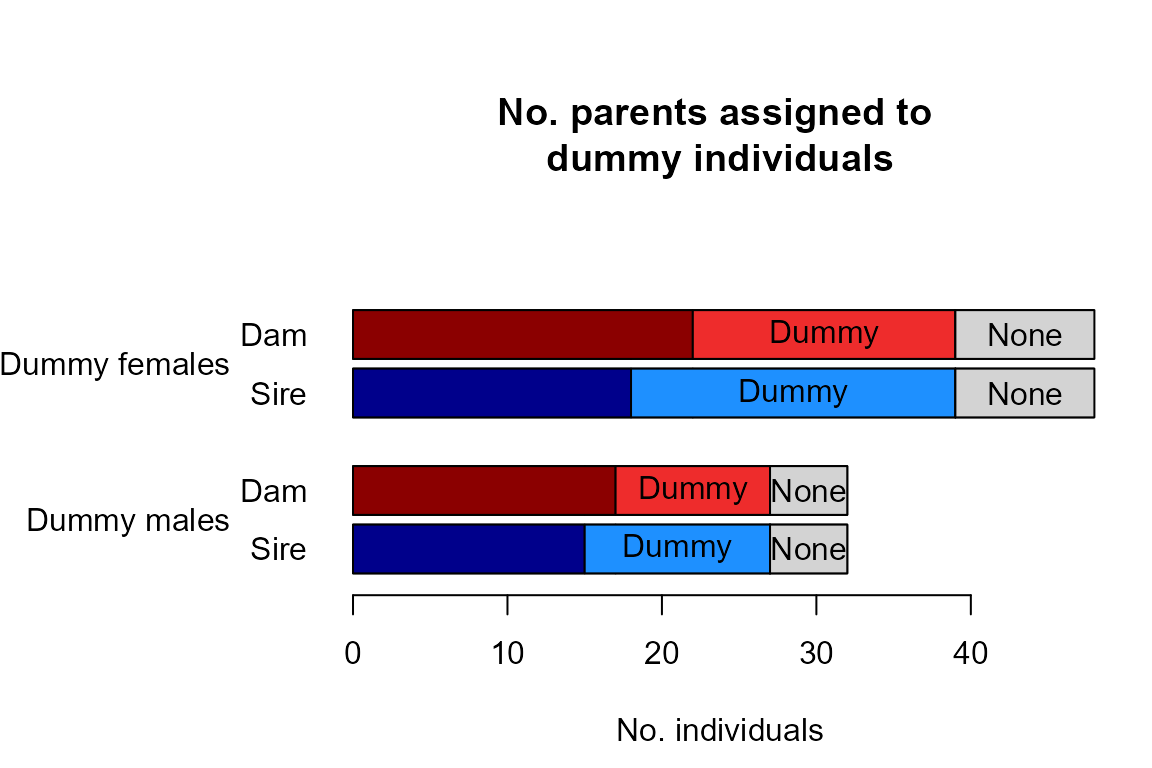 No. parents assigned to
dummy individuals
Dummy females
Dam
Dummy
None
Sire
Dummy
None
Dummy males
Dam
Dummy
None
Sire
Dummy
None
0 10 20 30 40
No. individuals